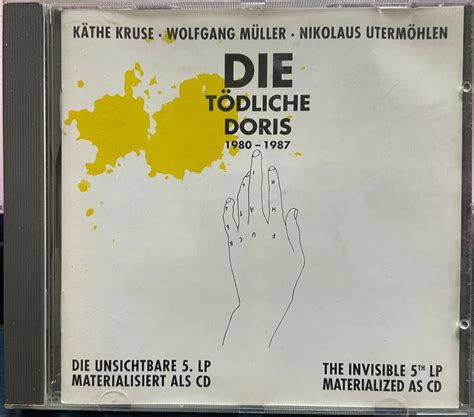 KÄTHE KRUSE · WOLFGANG MÜLLER · NIKOLAUS UTERMÖHLEN
DIE
TÖDLICHE
DORIS
1980 – 1987
DIE UNSICHTBARE 5. LP
MATERIALISIERT ALS CD
THE INVISIBLE 5TH LP
MATERIALIZED AS CD